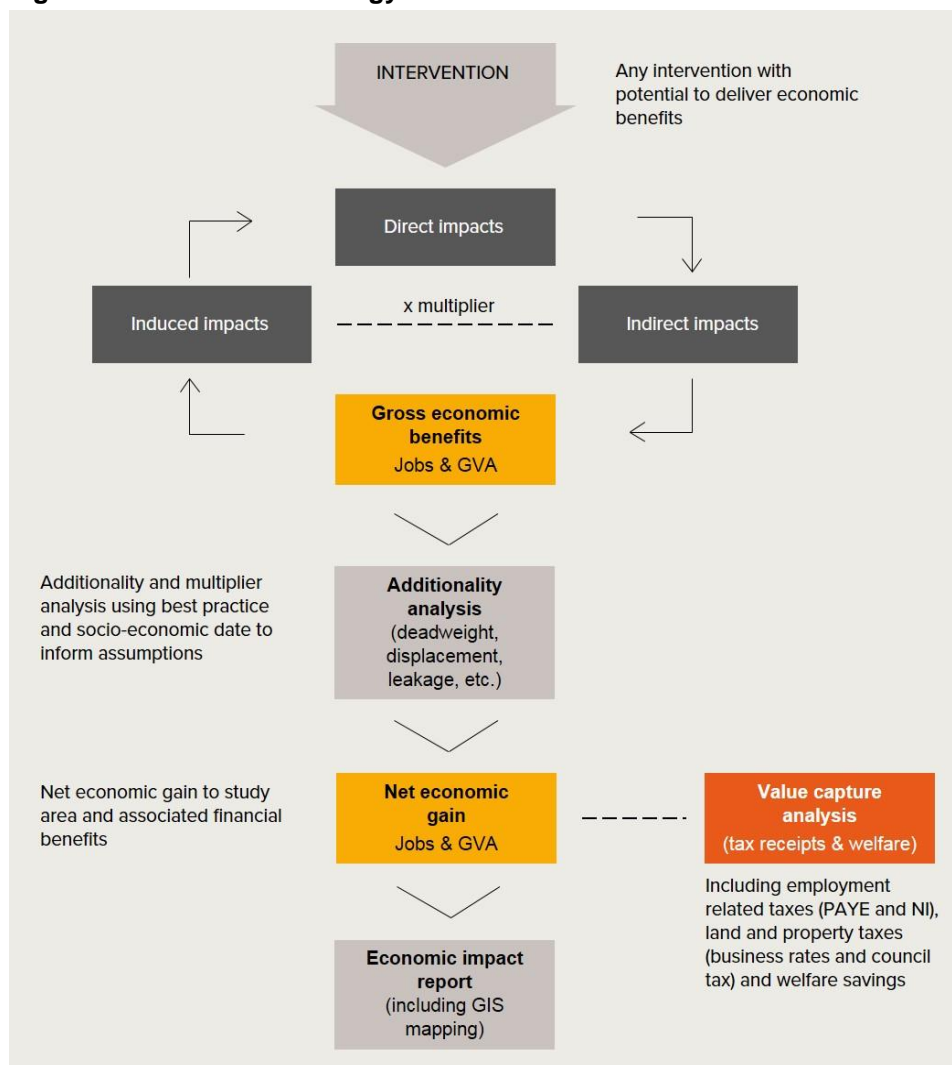 INTERVENTION
Any intervention with
potential to deliver economic
benefits
Direct impacts
x multiplier
Induced impacts
Indirect impacts
Gross economic
benefits
Jobs & GVA
Additionality and multiplier
analysis using best practice
and socio-economic date to
inform assumptions
Additionality
analysis
(deadweight,
displacement,
leakage, etc.)
Net economic gain to study
area and associated financial
benefits
Net economic
gain
Jobs & GVA
Value capture
analysis
(tax receipts & welfare)
Including employment
related taxes (PAYE and NI),
land and property taxes
(business rates and council
tax) and welfare savings
Economic impact
report
(including GIS
mapping)